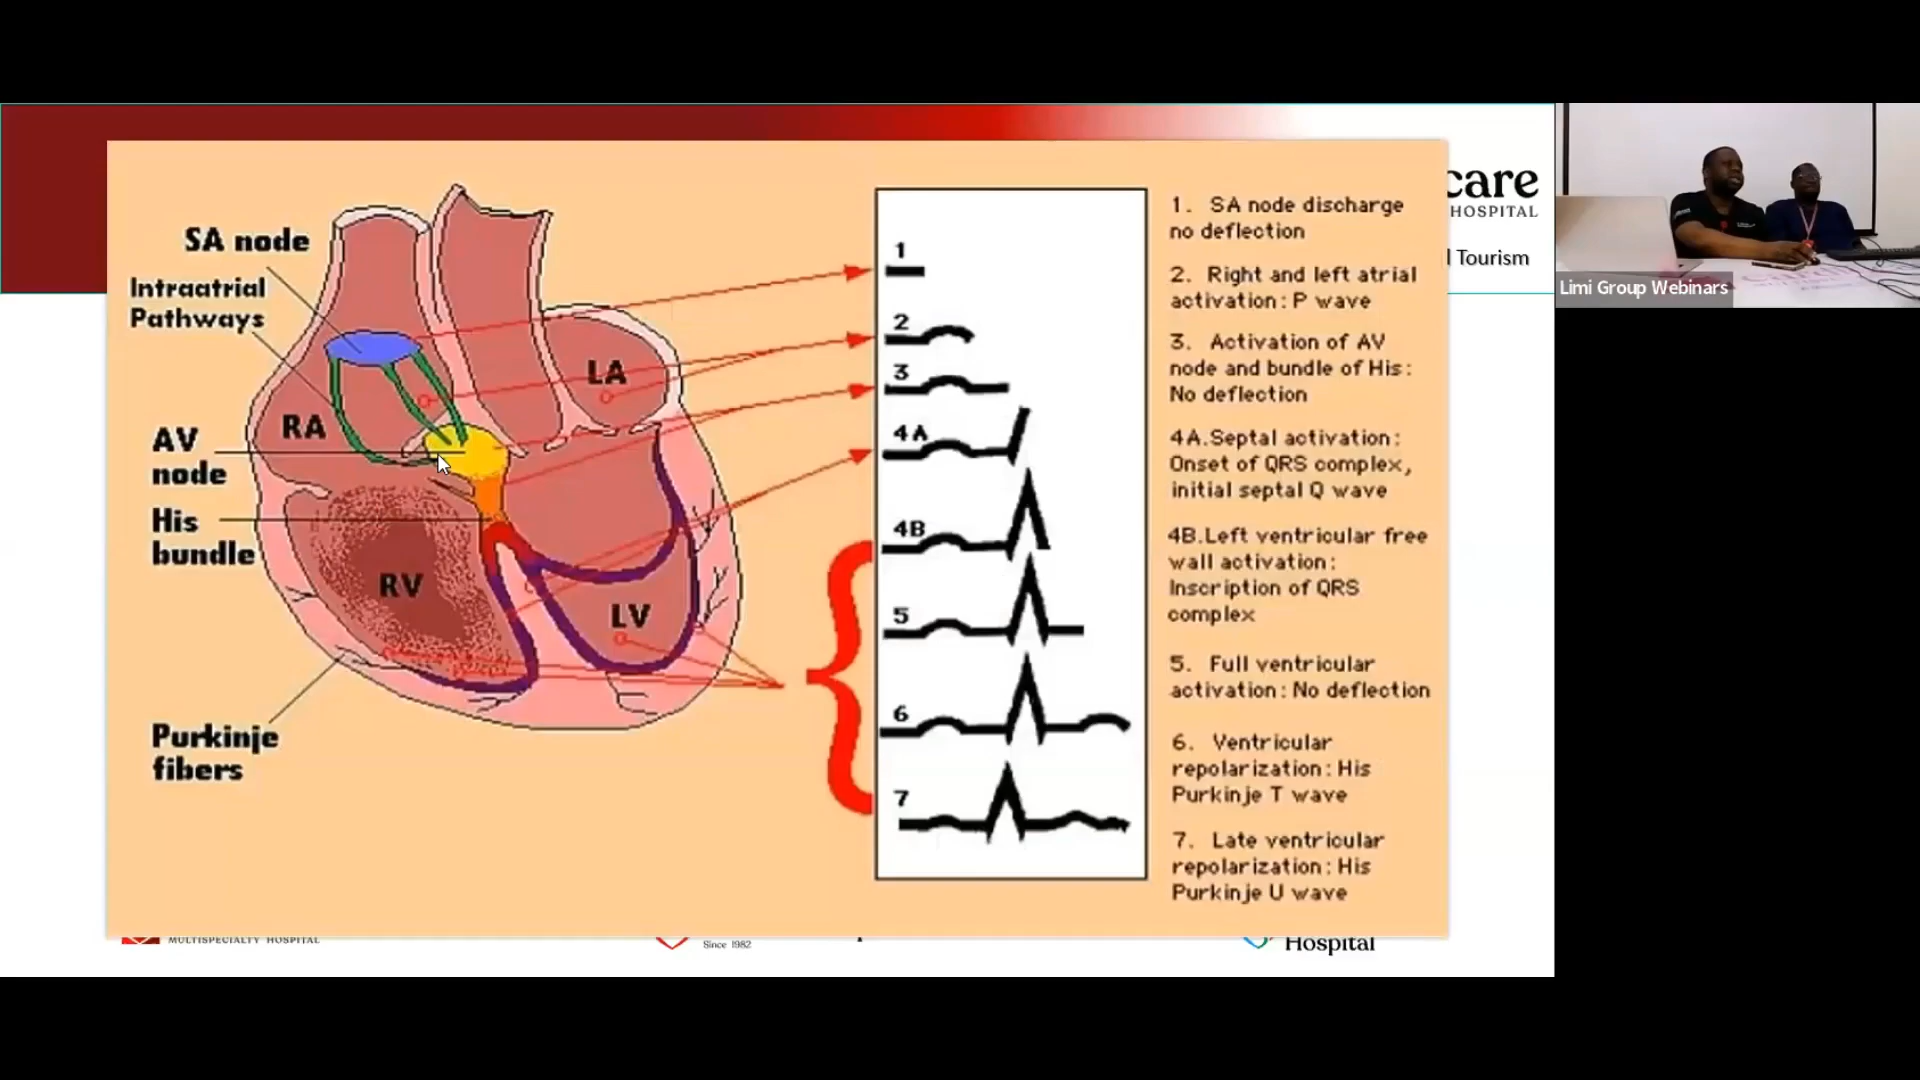 SA node
Intraatrial
Pathways
AV
node
His
bundle
Purkinje
fibers
RA
LA
RV
LV
1
2
3
4A
4B
5
6
7
1. SA node discharge
no deflection
2. Right and left atrial
activation: P wave
3. Activation of AV
node and bundle of His:
No deflection
4A.Septal activation:
Onset of QRS complex,
initial septal Q wave
4B.Left ventricular free
wall activation:
Inscription of QRS
complex
5. Full ventricular
activation: No deflection
6. Ventricular
repolarization: His
Purkinje T wave
7. Late ventricular
repolarization: His
Purkinje U wave
care
HOSPITAL
Tourism
Limi Group Webinars
MULTISPECIALTY HOSPITAL
Since 1982
Hospital